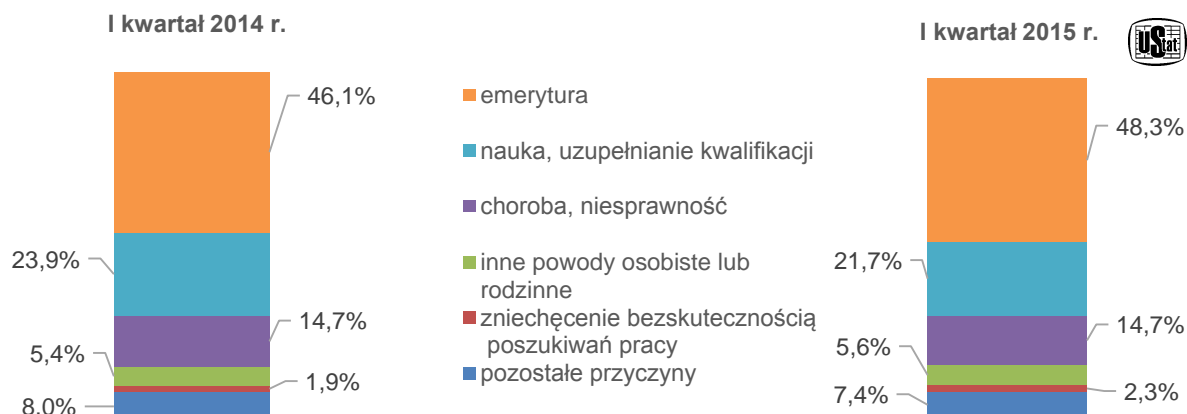 I kwartał 2014 r.
I kwartał 2015 r.
UStat
46,1%
23,9%
14,7%
5,4%
1,9%
8,0%
emerytura
nauka, uzupełnianie kwalifikacji
choroba, niesprawność
inne powody osobiste lub
rodzinne
zniechęcenie bezskutecznością
poszukiwań pracy
pozostałe przyczyny
48,3%
21,7%
14,7%
5,6%
2,3%
7,4%